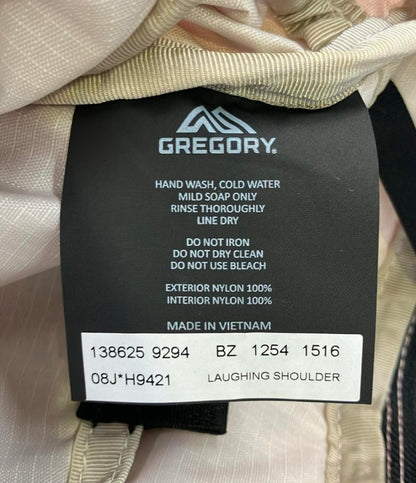 GREGORY.
HAND WASH, COLD WATER
MILD SOAP ONLY
RINSE THOROUGHLY
LINE DRY
DO NOT IRON
DO NOT DRY CLEAN
DO NOT USE BLEACH
EXTERIOR NYLON 100%
INTERIOR NYLON 100%
MADE IN VIETNAM
138625 9294 BZ 1254 1516
08J*H9421 LAUGHING SHOULDER